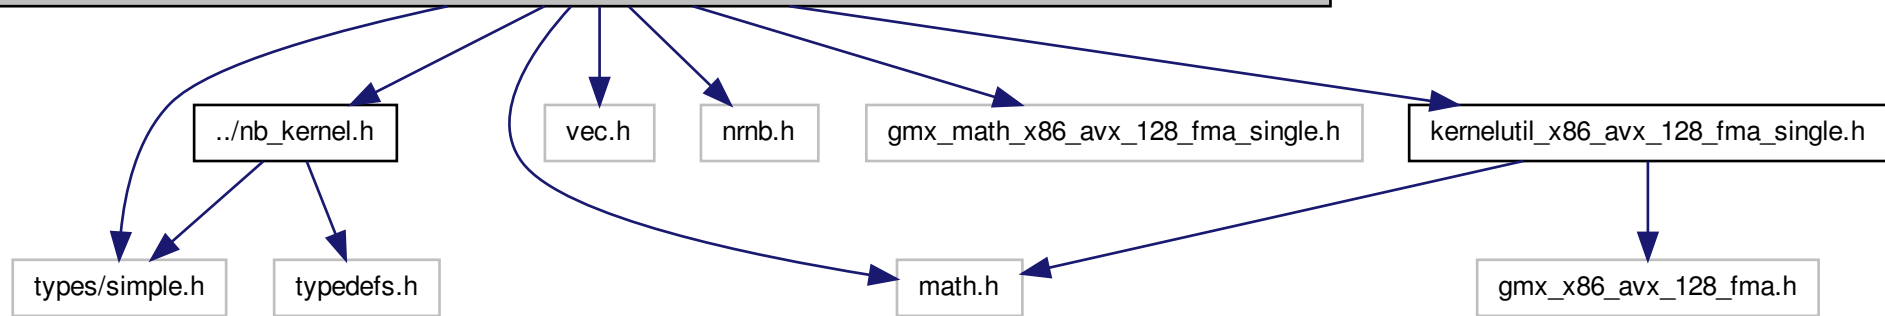 ../nb_kernel.h
vec.h
nrnb.h
gmx_math_x86_avx_128_fma_single.h
kernelutil_x86_avx_128_fma_single.h
types/simple.h
typedefs.h
math.h
gmx_x86_avx_128_fma.h